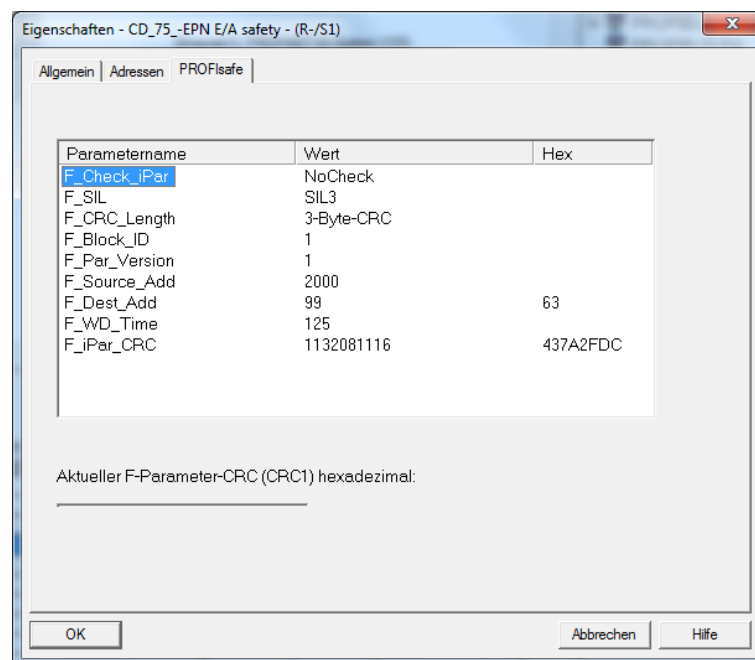 Eigenschaften - CD_75_-EPN E/A safety - (R-/S1)
Allgemein Adressen PROFIsafe
Parametername Wert Hex
F_Check_iPar NoCheck
F_SIL SIL3
F_CRC_Length 3-Byte-CRC
F_Block_ID 1
F_Par_Version 1
F_Source_Add 2000
F_Dest_Add 99 63
F_WD_Time 125
F_iPar_CRC 1132081116 437A2FDC
Aktueller F-Parameter-CRC (CRC1) hexadezimal:
OK Abbrechen Hilfe